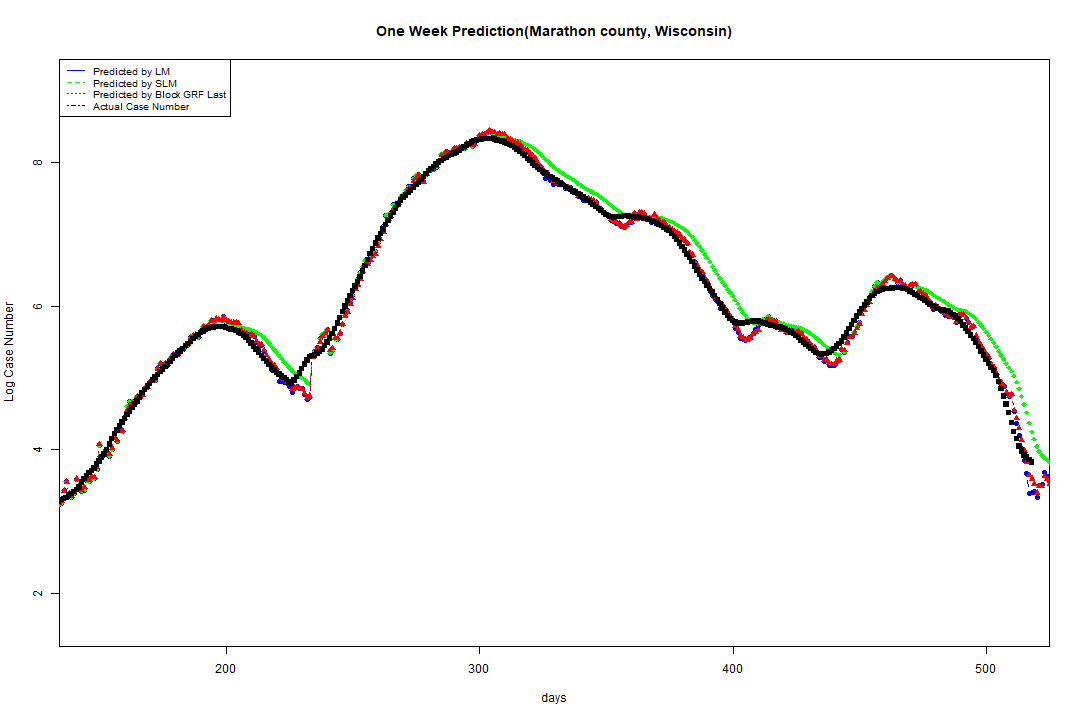 One Week Prediction(Marathon county, Wisconsin)
Predicted by LM
Predicted by SLM
Predicted by Block GRF Last
Actual Case Number
8
6
4
2
Log Case Number
200 300 400 500
days